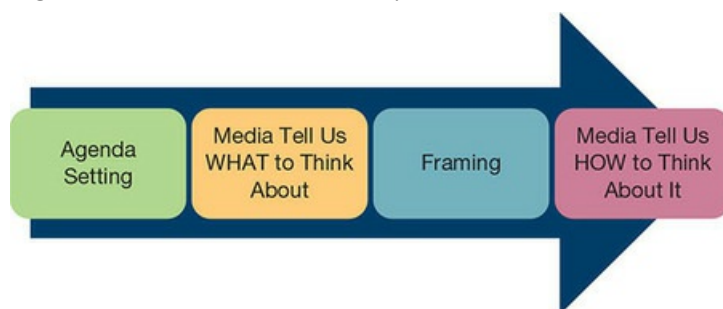 Agenda
Setting
Media Tell Us
WHAT to Think
About
Framing
Media Tell Us
HOW to Think
About It